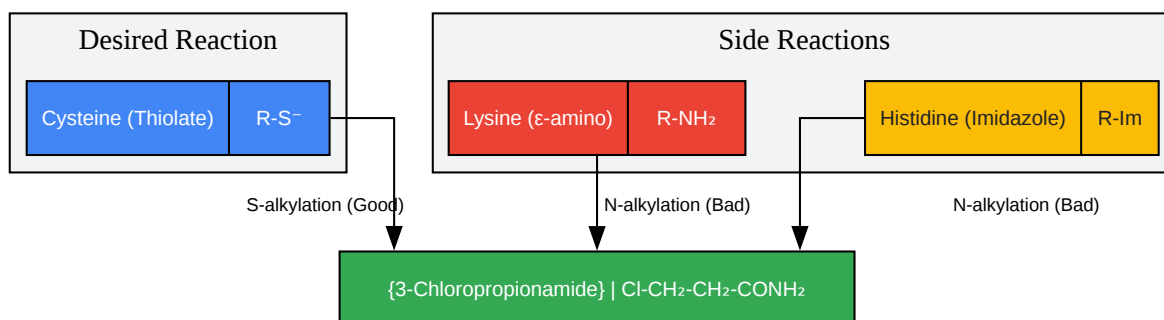 Desired Reaction
Side Reactions
Cysteine (Thiolate) R-S⁻
Lysine (ε-amino) R-NH₂
Histidine (Imidazole) R-Im
S-alkylation (Good)
N-alkylation (Bad)
N-alkylation (Bad)
{3-Chloropropionamide} | Cl-CH₂-CH₂-CONH₂